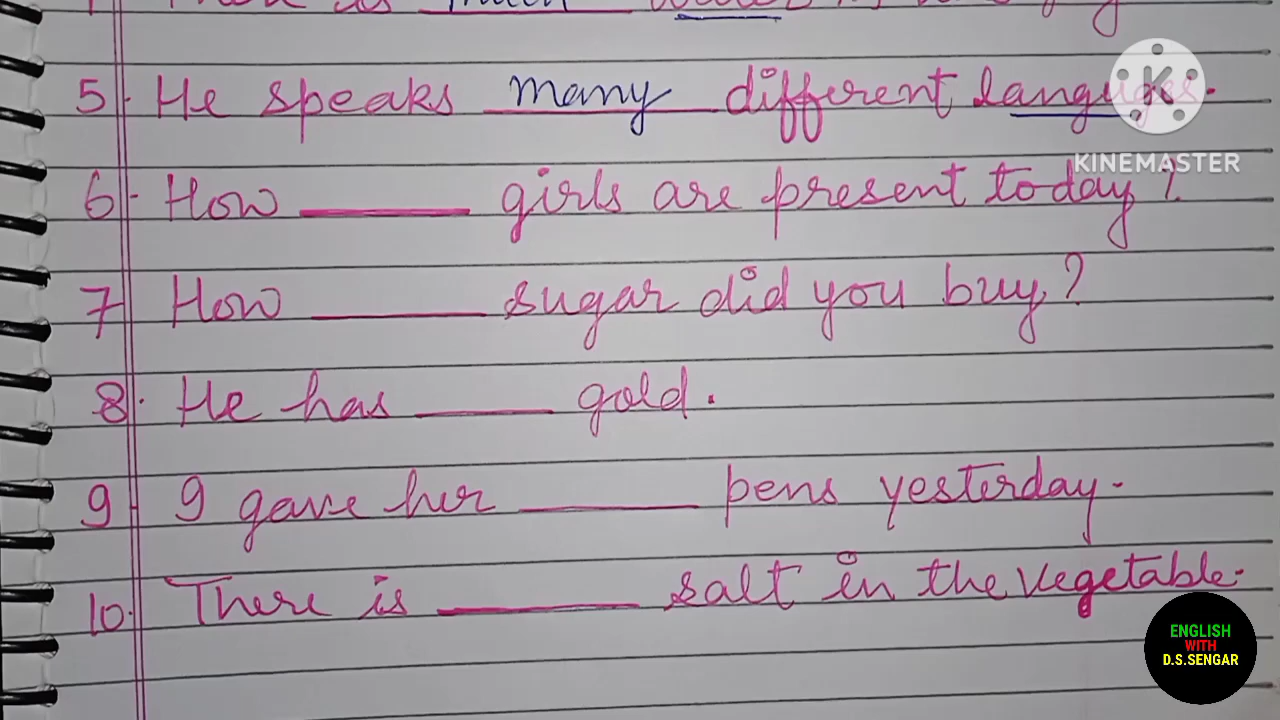 much
5. He speaks many different languges.
6. How ______ girls are present today?
7. How ______ sugar did you buy?
8. He has ______ gold.
9. I gave her ______ pens yesterday.
10. There is ______ salt in the vegetable.
K
KINEMASTER
ENGLISH
WITH
D.S.SENGAR